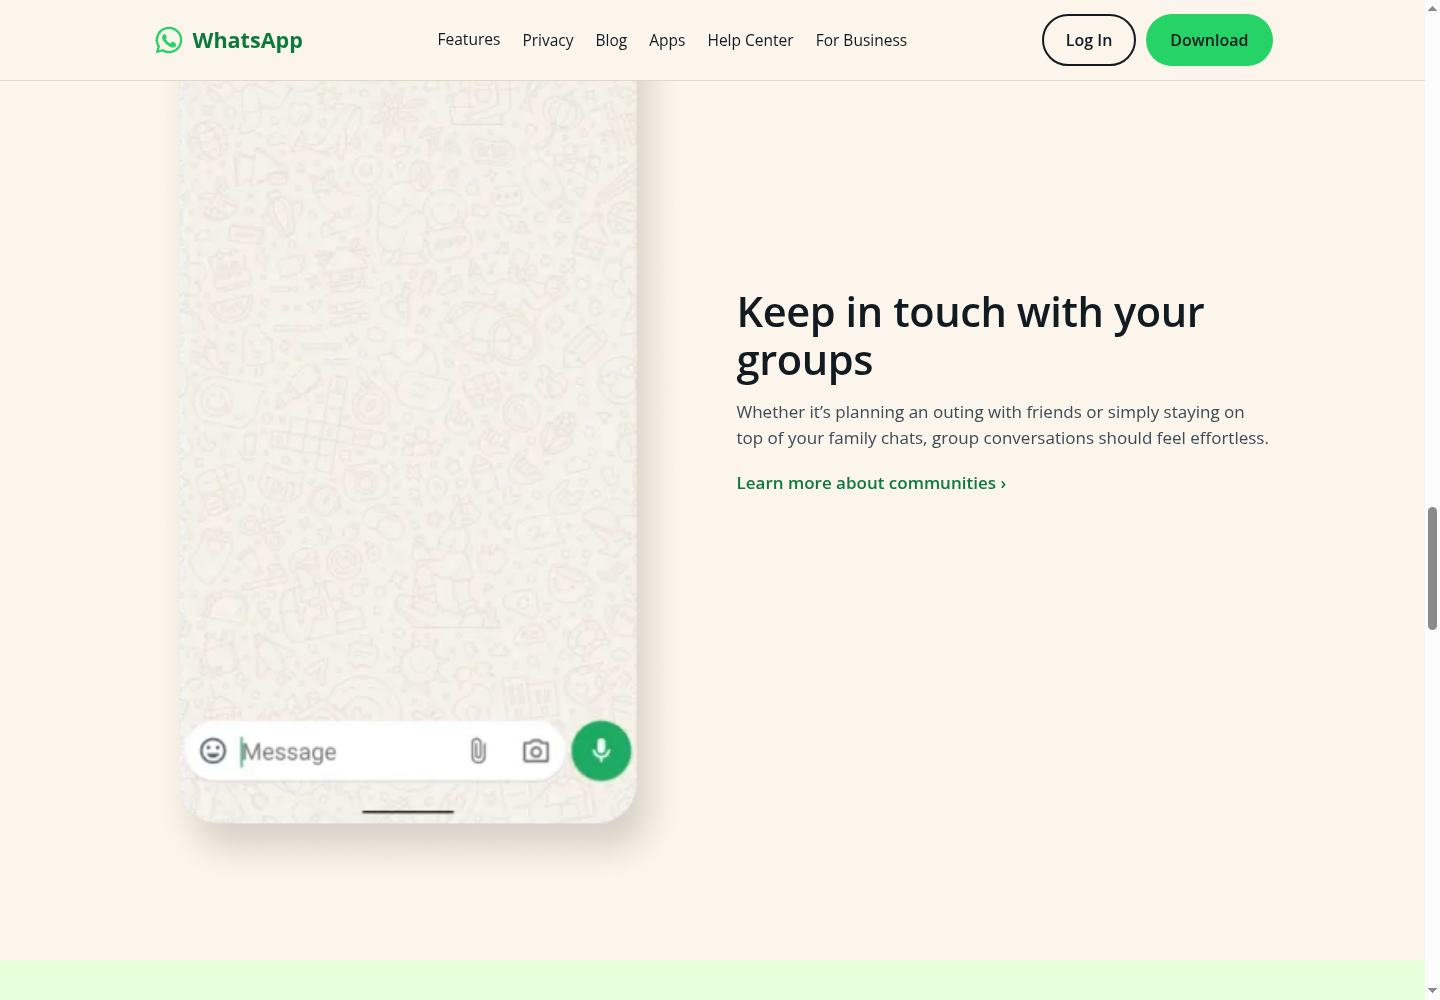 WhatsApp
Features
Privacy
Blog
Apps
Help Center
For Business
Log In
Download
Keep in touch with your
groups
Whether it’s planning an outing with friends or simply staying on
top of your family chats, group conversations should feel effortless.
Learn more about communities ›
Message